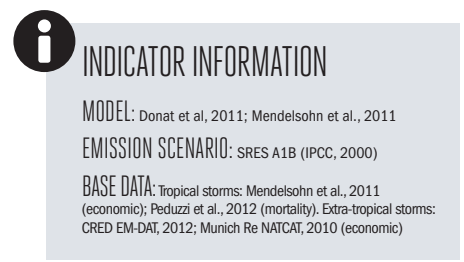 i
INDICATOR INFORMATION
MODEL: Donat et al, 2011; Mendelsohn et al., 2011
EMISSION SCENARIO: SRES A1B (IPCC, 2000)
BASE DATA: Tropical storms: Mendelsohn et al., 2011
(economic); Peduzzi et al., 2012 (mortality). Extra-tropical storms:
CRED EM-DAT, 2012; Munich Re NATCAT, 2010 (economic)